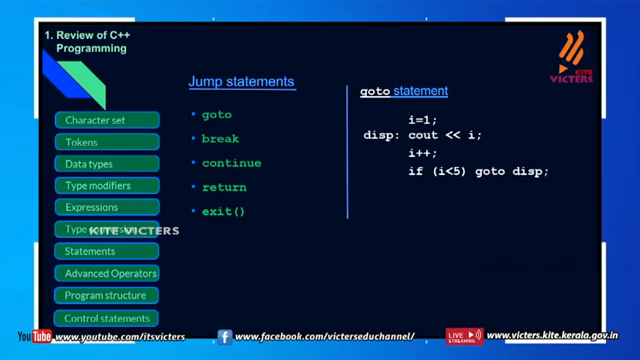 1. Review of C++
Programming
Character set
Tokens
Data types
Type modifiers
Expressions
Type
KITE VICTERS
Statements
Advanced Operators
Program structure
Control statements
Jump statements
• goto
• break
• continue
• return
• exit()
goto statement
i=1;
disp: cout << i;
i++;
if (i<5) goto disp;
KITE
VICTERS
YouTube www.youtube.com/itsvicters
f www.facebook.com/victerseduchannel/
LIVE
STREAMING
www.victers.kite.kerala.gov.in